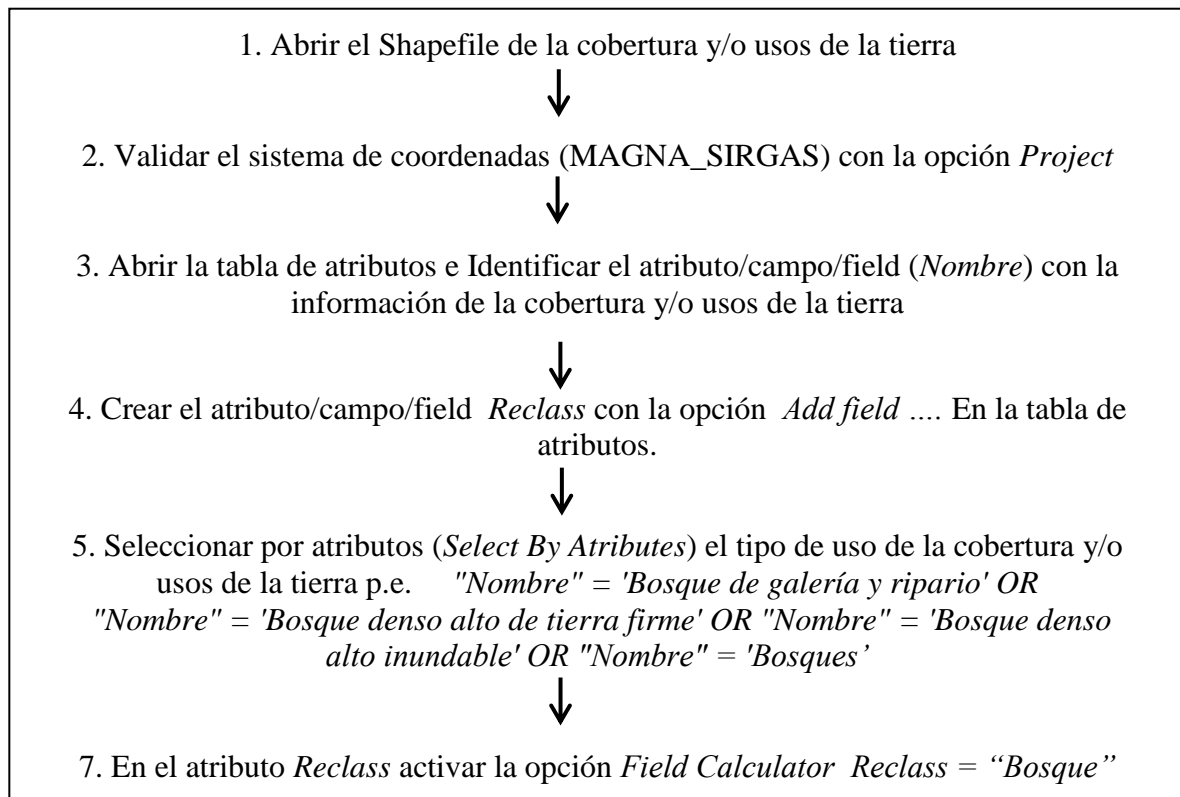 1. Abrir el Shapefile de la cobertura y/o usos de la tierra
2. Validar el sistema de coordenadas (MAGNA_SIRGAS) con la opción Project
3. Abrir la tabla de atributos e Identificar el atributo/campo/field (Nombre) con la
información de la cobertura y/o usos de la tierra
4. Crear el atributo/campo/field Reclass con la opción Add field …. En la tabla de
atributos.
5. Seleccionar por atributos (Select By Atributes) el tipo de uso de la cobertura y/o
usos de la tierra p.e. "Nombre" = 'Bosque de galería y ripario' OR
"Nombre" = 'Bosque denso alto de tierra firme' OR "Nombre" = 'Bosque denso
alto inundable' OR "Nombre" = 'Bosques’
7. En el atributo Reclass activar la opción Field Calculator Reclass = “Bosque”